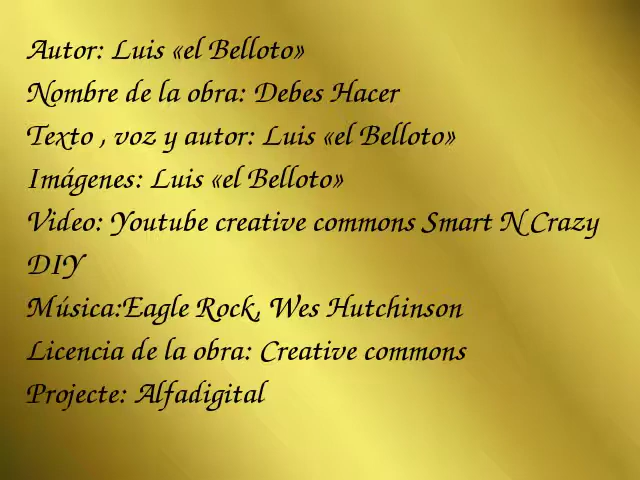 Autor: Luis «el Belloto»
Nombre de la obra: Debes Hacer
Texto , voz y autor: Luis «el Belloto»
Imágenes: Luis «el Belloto»
Video: Youtube creative commons Smart N Crazy
DIY
Música:Eagle Rock, Wes Hutchinson
Licencia de la obra: Creative commons
Projecte: Alfadigital